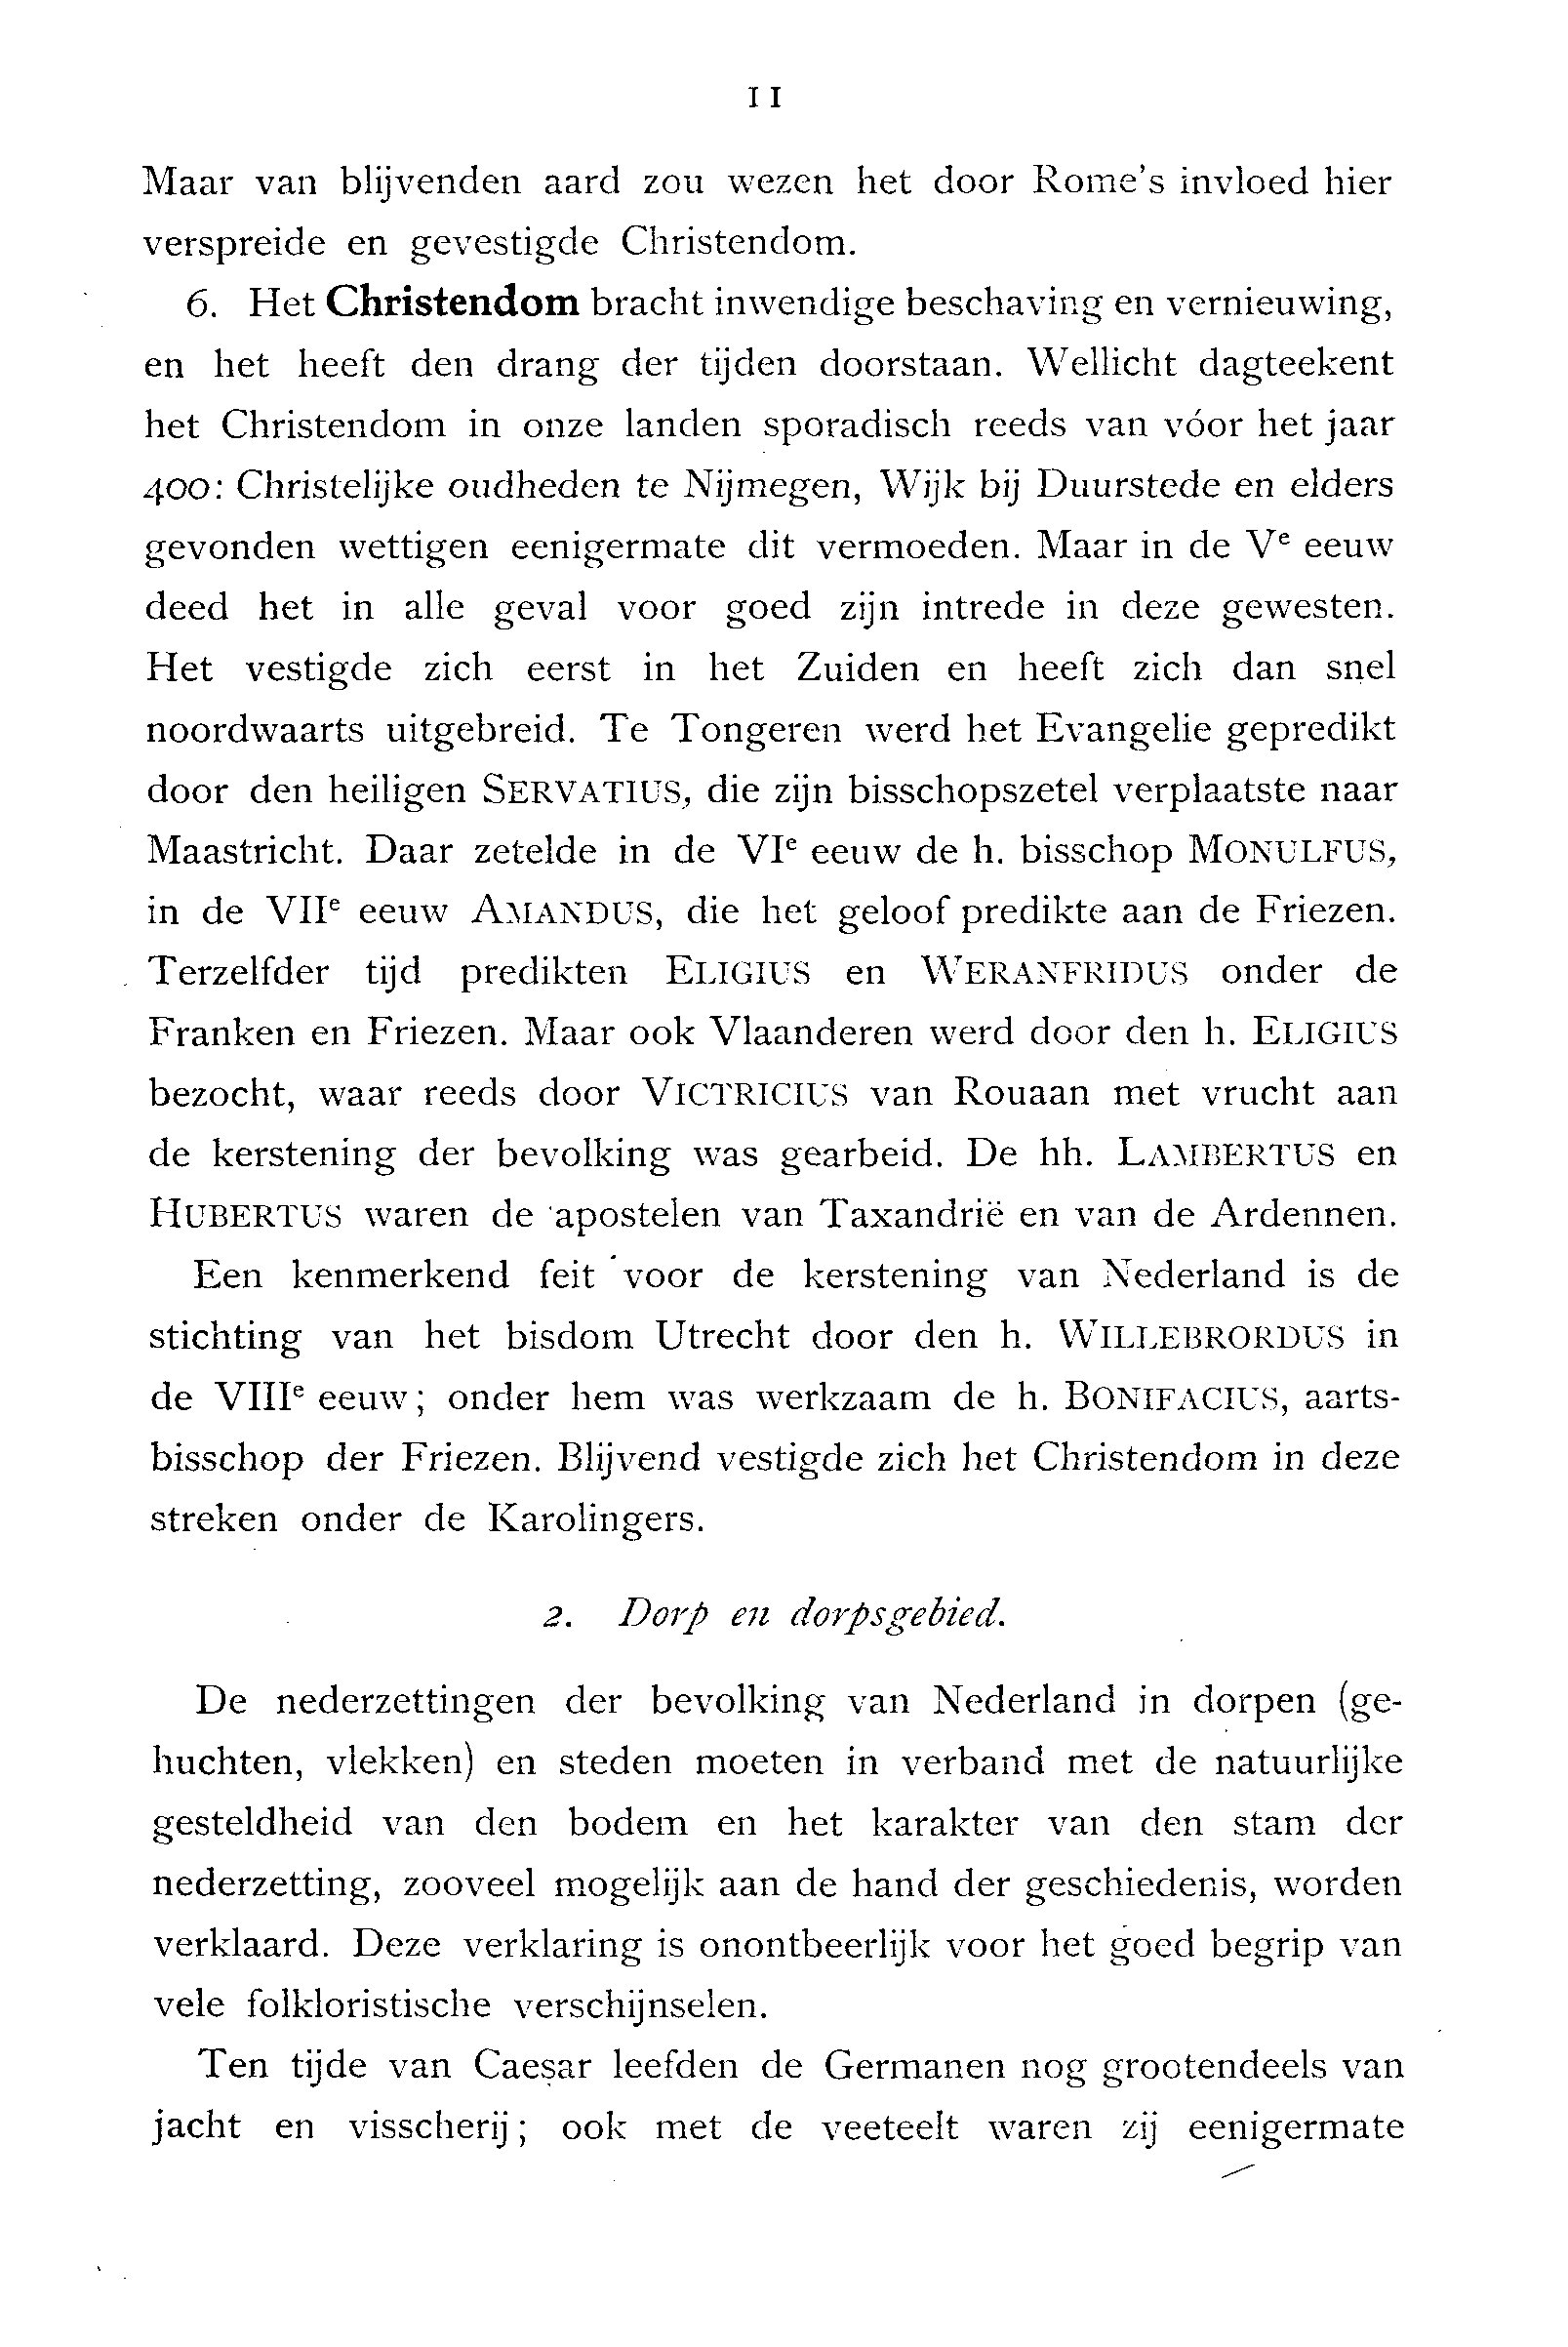 11
Maar van blijvenden aard zou wezen het door Rome's invloed hier
verspreide en gevestigde Christendom.
6. Het Christendom bracht inwendige beschaving en vernieuwing,
en het heeft den drang der tijden doorstaan. Wellicht dagteekent
het Christendom in onze landen sporadisch reeds van vóor het jaar
400: Christelijke oudheden te Nijmegen, Wijk bij Duurstede en elders
gevonden wettigen eenigermate dit vermoeden. Maar in de Vᵉ eeuw
deed het in alle geval voor goed zijn intrede in deze gewesten.
Het vestigde zich eerst in het Zuiden en heeft zich dan snel
noordwaarts uitgebreid. Te Tongeren werd het Evangelie gepredikt
door den heiligen SERVATIUS, die zijn bisschopszetel verplaatste naar
Maastricht. Daar zetelde in de VIᵉ eeuw de h. bisschop MONULFUS,
in de VIIᵉ eeuw AMANDUS, die het geloof predikte aan de Friezen.
Terzelfder tijd predikten ELIGIUS en WERANFRIDUS onder de
Franken en Friezen. Maar ook Vlaanderen werd door den h. ELIGIUS
bezocht, waar reeds door VICTRICIUS van Rouaan met vrucht aan
de kerstening der bevolking was gearbeid. De hh. LAMBERTUS en
HUBERTUS waren de apostelen van Taxandrië en van de Ardennen.
Een kenmerkend feit voor de kerstening van Nederland is de
stichting van het bisdom Utrecht door den h. WILLEBRORDUS in
de VIIIᵉ eeuw; onder hem was werkzaam de h. BONIFACIUS, aarts-
bisschop der Friezen. Blijvend vestigde zich het Christendom in deze
streken onder de Karolingers.
2. Dorp en dorpsgebied.
De nederzettingen der bevolking van Nederland in dorpen (ge-
huchten, vlekken) en steden moeten in verband met de natuurlijke
gesteldheid van den bodem en het karakter van den stam der
nederzetting, zooveel mogelijk aan de hand der geschiedenis, worden
verklaard. Deze verklaring is onontbeerlijk voor het goed begrip van
vele folkloristische verschijnselen.
Ten tijde van Caesar leefden de Germanen nog grootendeels van
jacht en visscherij; ook met de veeteelt waren zij eenigermate